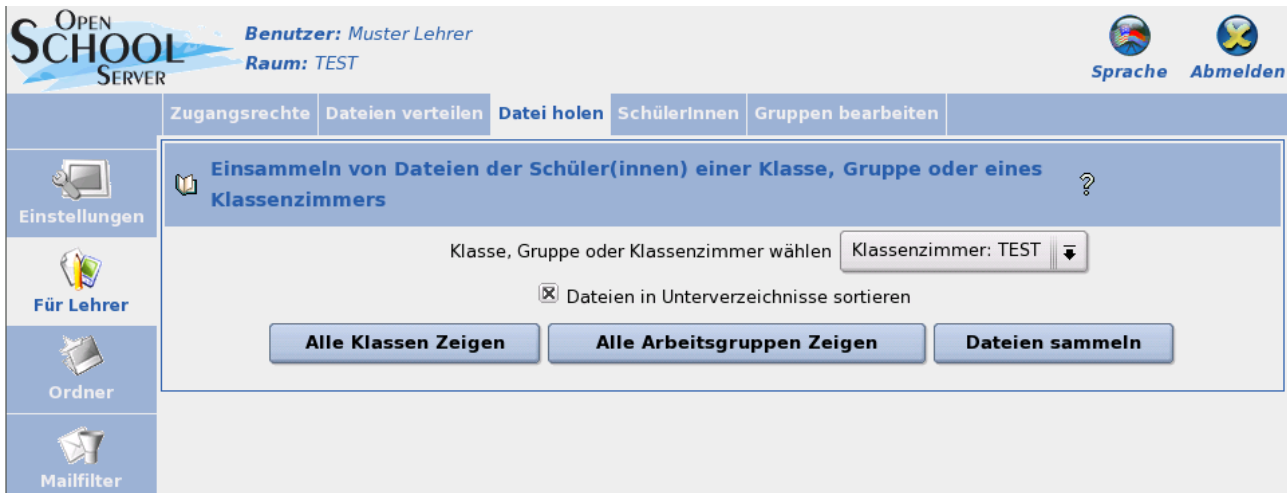 OPEN
SCHOOL
SERVER
Benutzer: Muster Lehrer
Raum: TEST
Sprache Abmelden
Zugangsrechte Dateien verteilen Datei holen SchülerInnen Gruppen bearbeiten
Einsammeln von Dateien der Schüler(innen) einer Klasse, Gruppe oder eines
Klassenzimmers
?
Einstellungen
Klasse, Gruppe oder Klassenzimmer wählen Klassenzimmer: TEST
Dateien in Unterverzeichnisse sortieren
Für Lehrer
Alle Klassen Zeigen Alle Arbeitsgruppen Zeigen Dateien sammeln
Ordner
Mailfilter